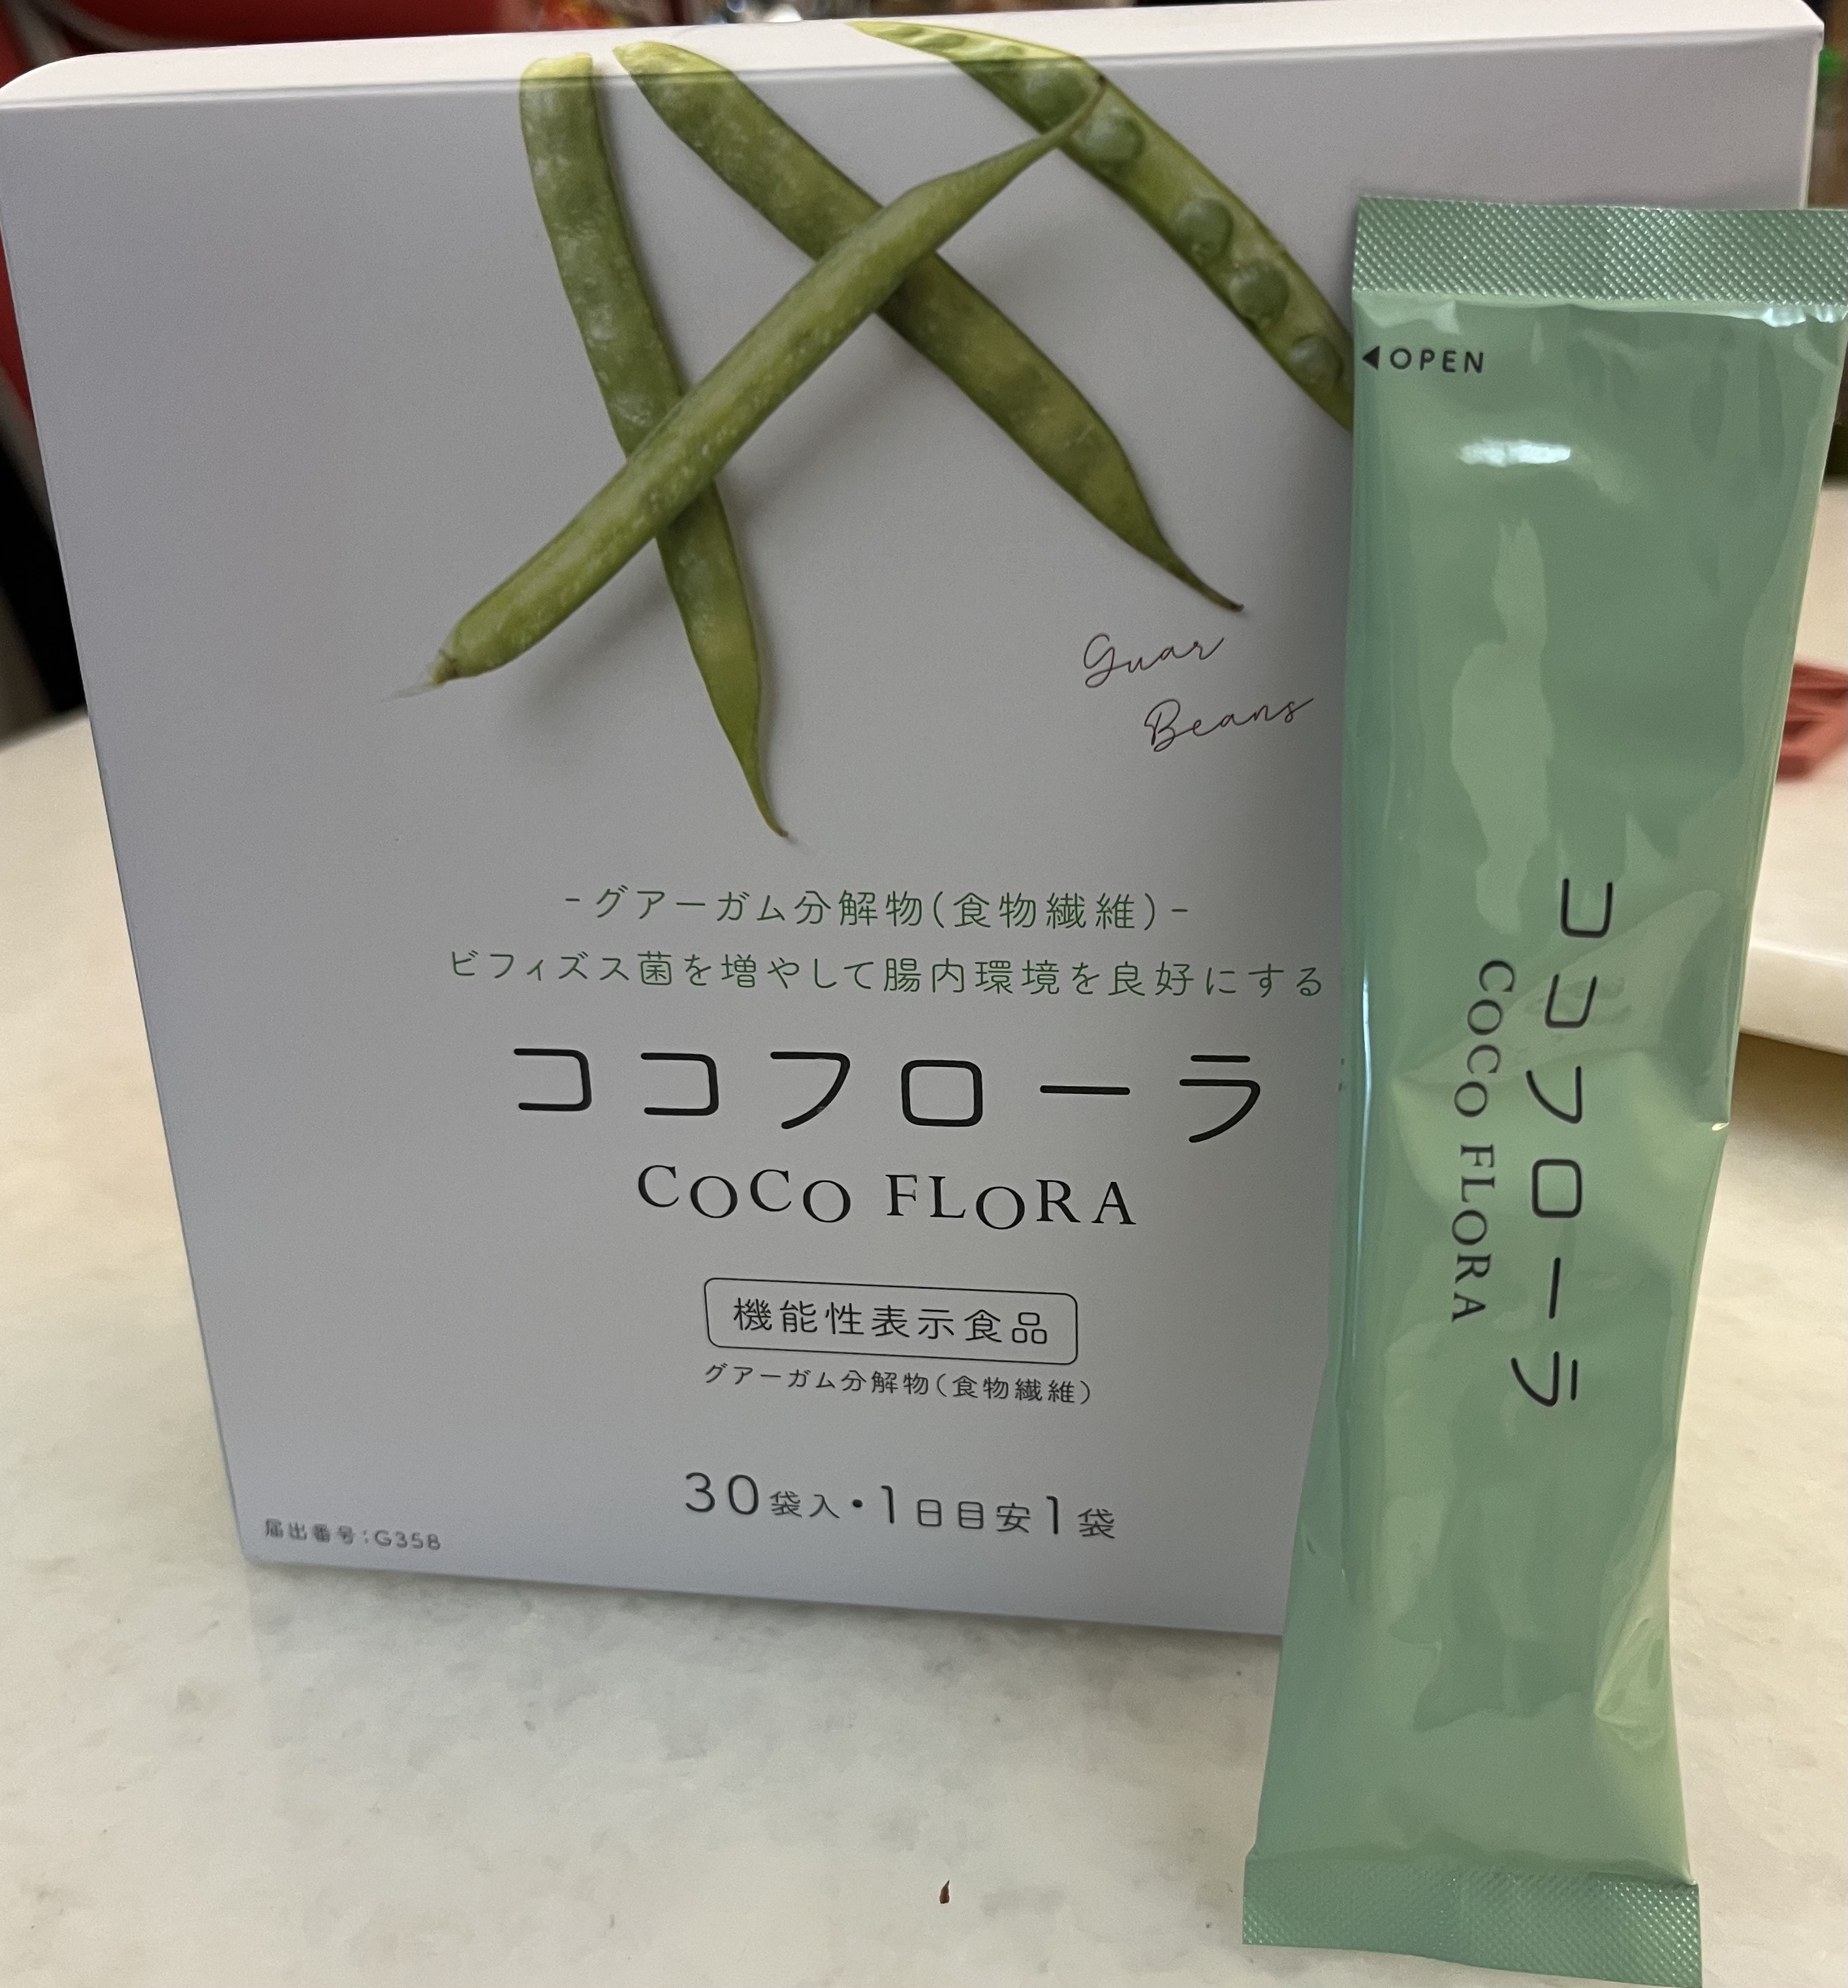 Guar
Beans
-グアーガム分解物(食物繊維)-
ビフィズス菌を増やして腸内環境を良好にする
ココフローラ
COCO FLORA
機能性表示食品
グアーガム分解物(食物繊維)
30袋入・1日目安1袋
届出番号:G358
◀OPEN
ココフローラ
COCO FLORA